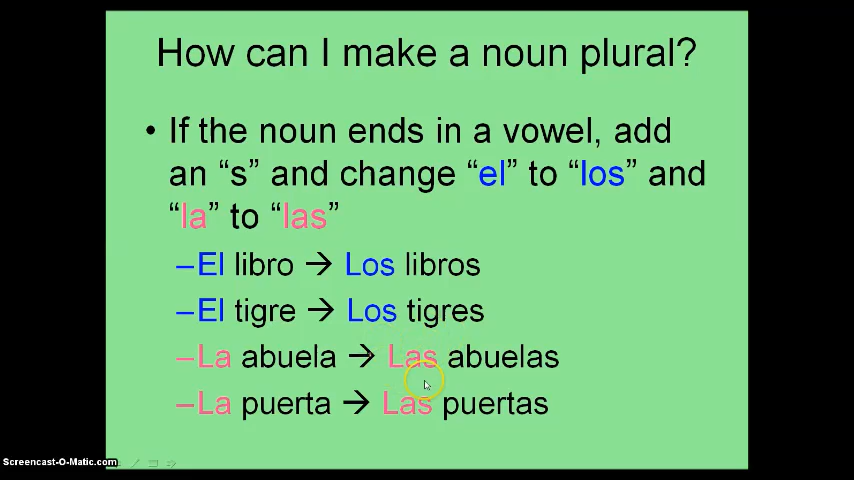 How can I make a noun plural?
• If the noun ends in a vowel, add
an “s” and change “el” to “los” and
“la” to “las”
–El libro → Los libros
–El tigre → Los tigres
–La abuela → Las abuelas
–La puerta → Las puertas
Screencast-O-Matic.com